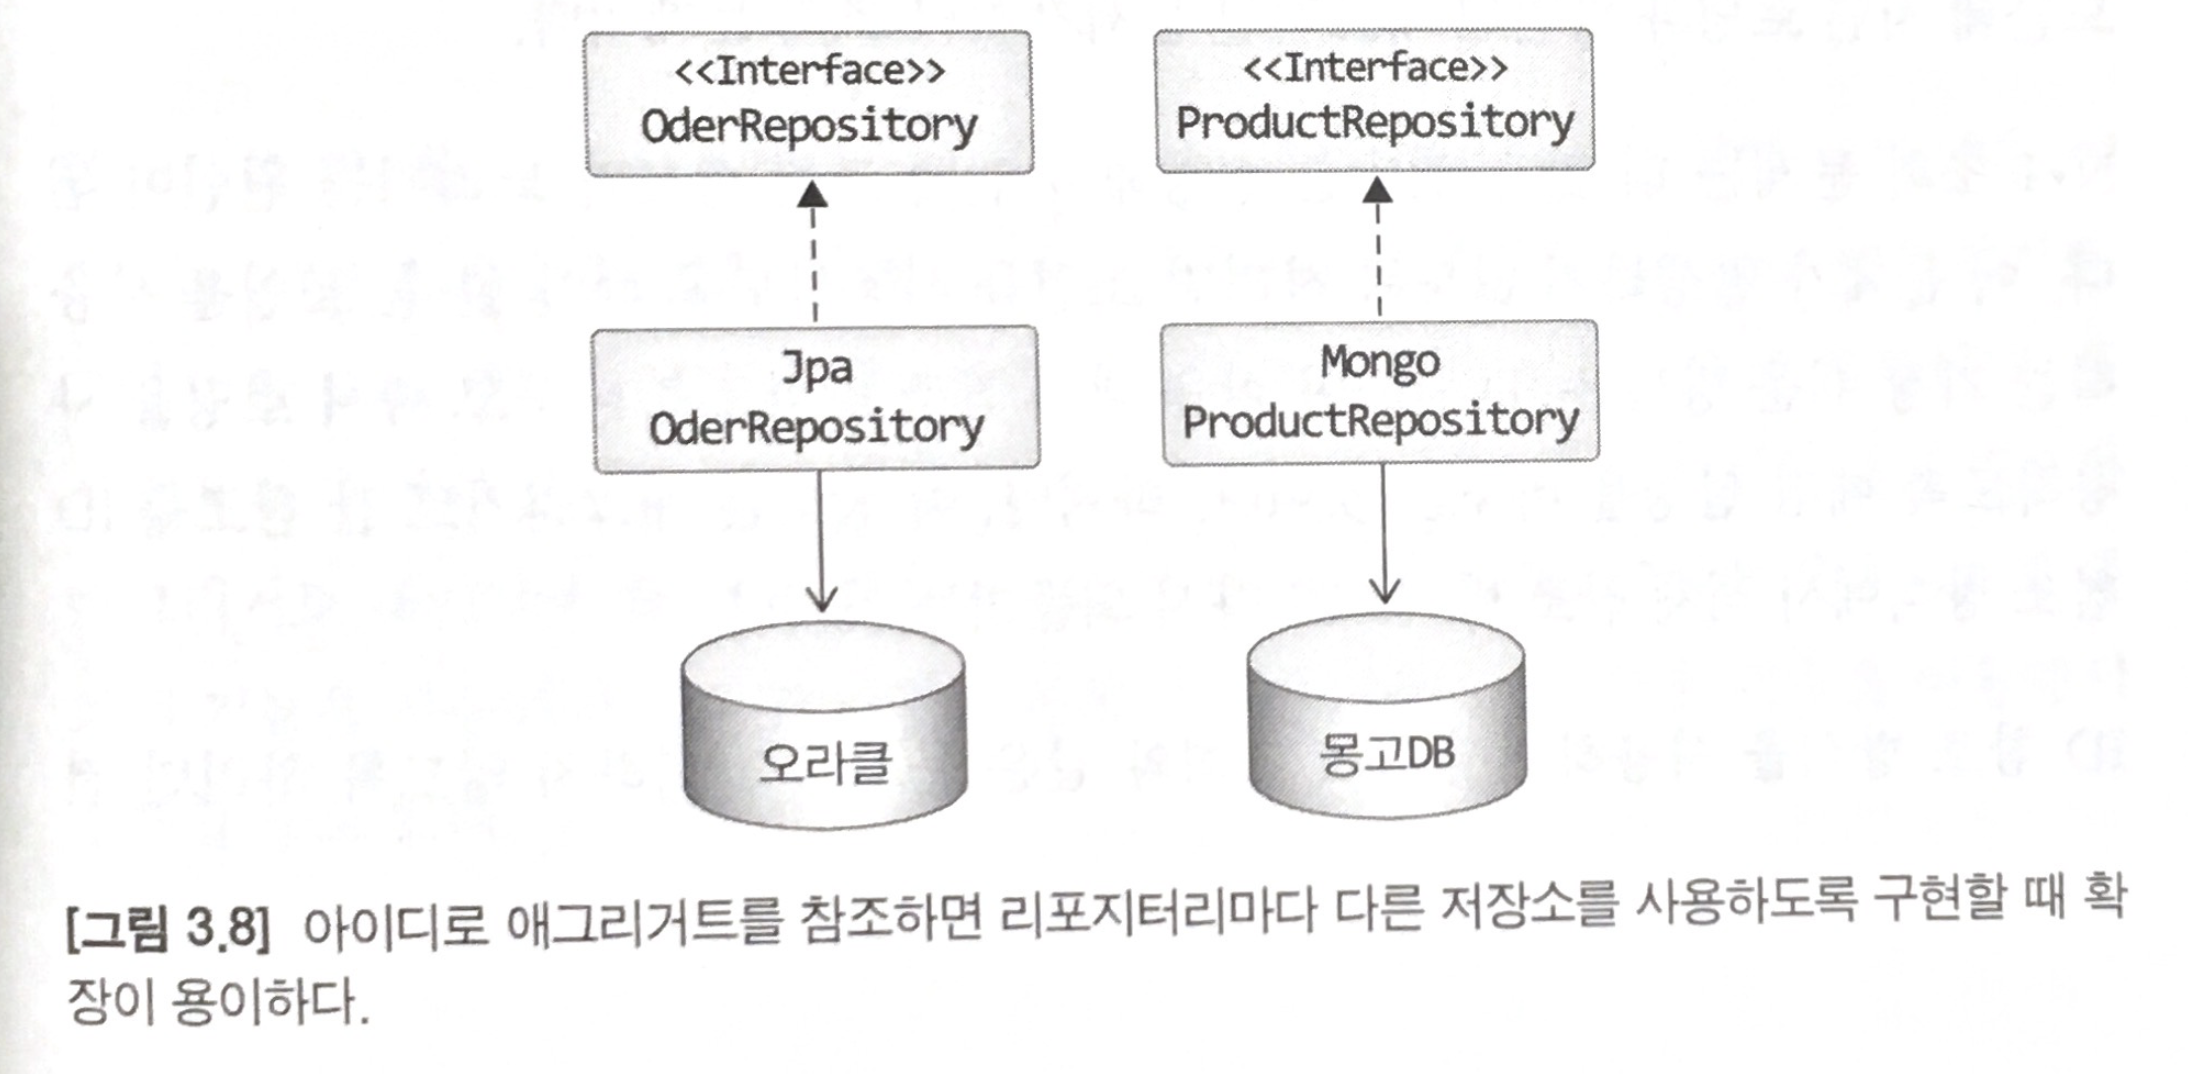 <<Interface>>
OderRepository
<<Interface>>
ProductRepository
Jpa
OderRepository
Mongo
ProductRepository
오라클
몽고DB
[그림 3.8] 아이디로 애그리거트를 참조하면 리포지터리마다 다른 저장소를 사용하도록 구현할 때 확
장이 용이하다.